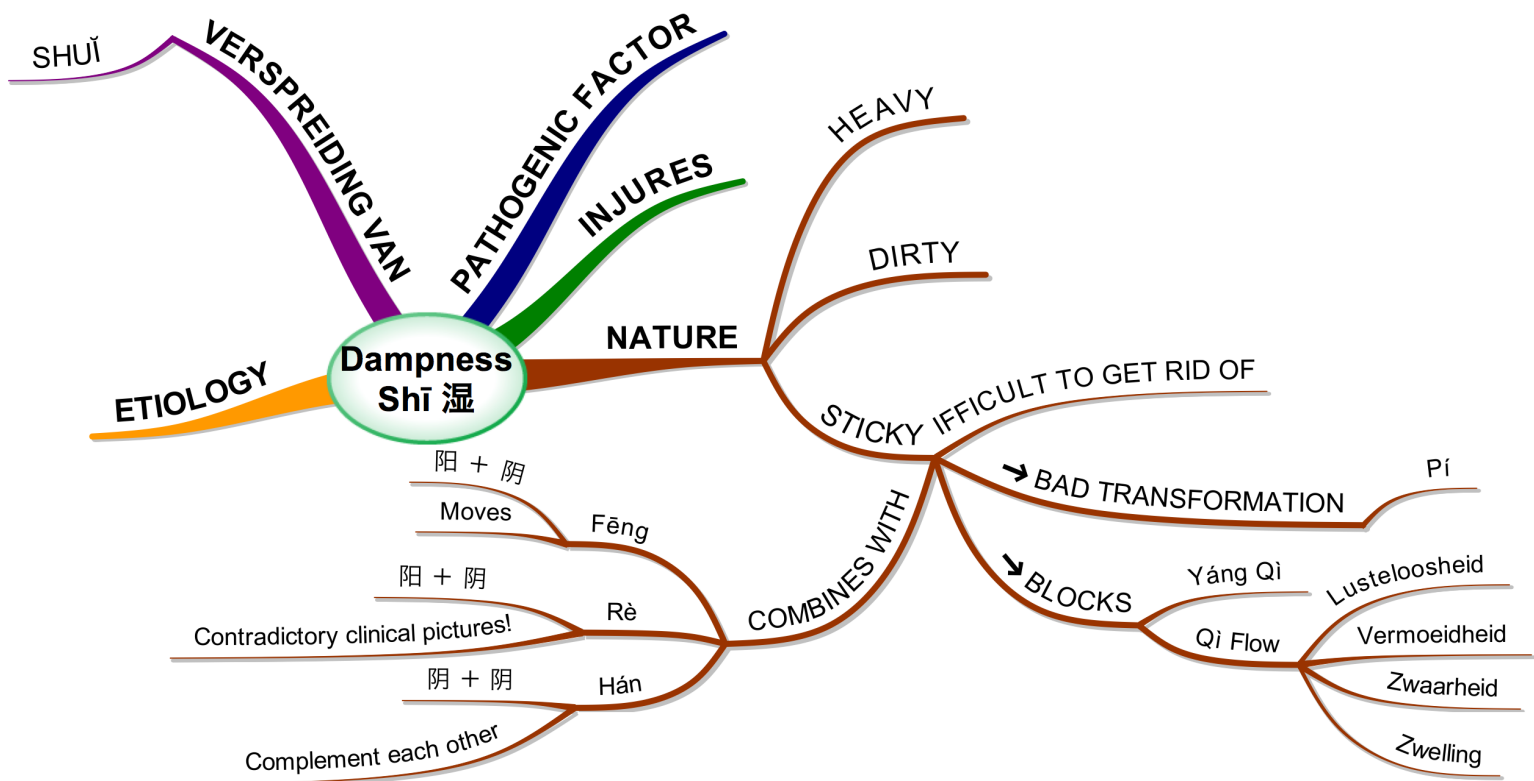 Dampness
Shī 湿
ETIOLOGY
VERSPREIDING VAN
SHUǏ
PATHOGENIC FACTOR
INJURES
NATURE
HEAVY
DIRTY
STICKY
IFFICULT TO GET RID OF
➔ BAD TRANSFORMATION
Pí
➔ BLOCKS
Yáng Qì
Qì Flow
Lusteloosheid
Vermoeidheid
Zwaarheid
Zwelling
COMBINES WITH
Fēng
阳 + 阴
Moves
Rè
阳 + 阴
Contradictory clinical pictures!
Hán
阴 + 阴
Complement each other